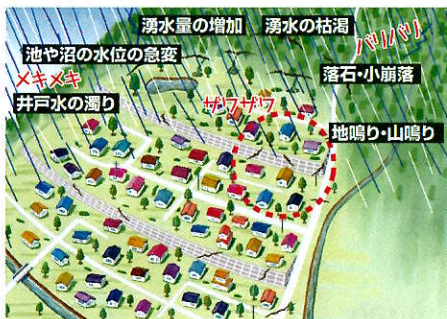 湧水量の増加
湧水の枯渇
バリバリ
池や沼の水位の急変
メキメキ
落石・小崩落
井戸水の濁り
ザワザワ
地鳴り・山鳴り